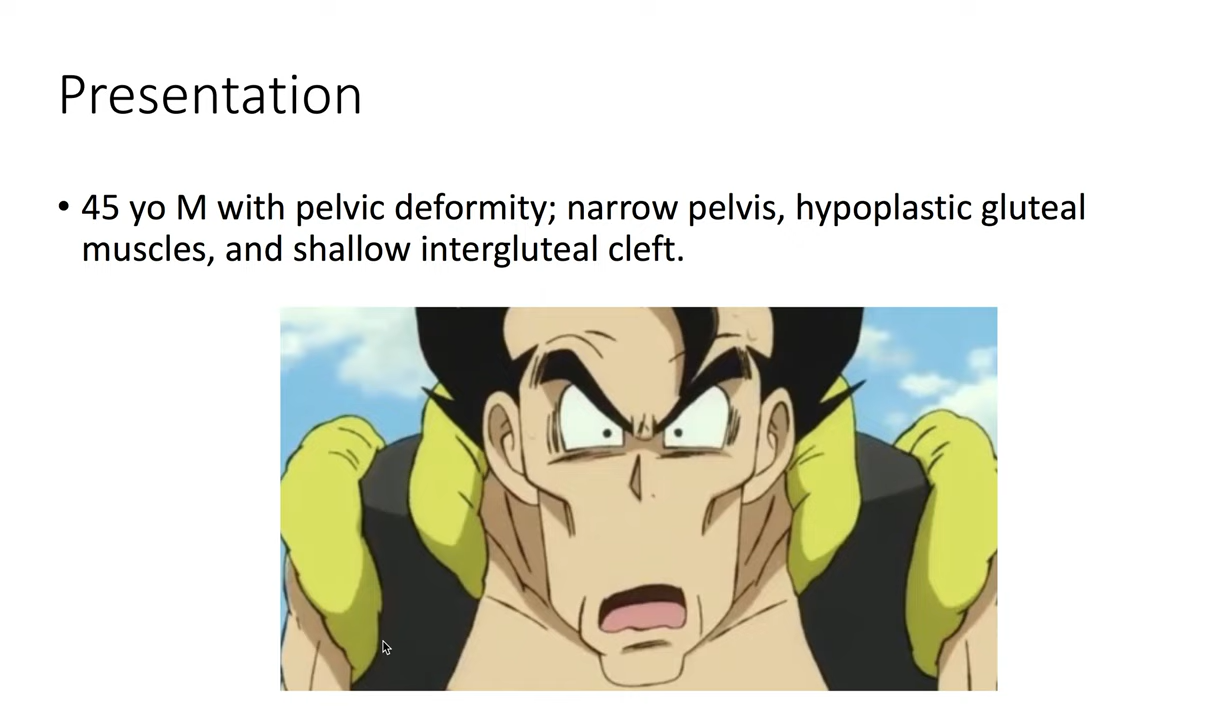 Presentation
• 45 yo M with pelvic deformity; narrow pelvis, hypoplastic gluteal
muscles, and shallow intergluteal cleft.